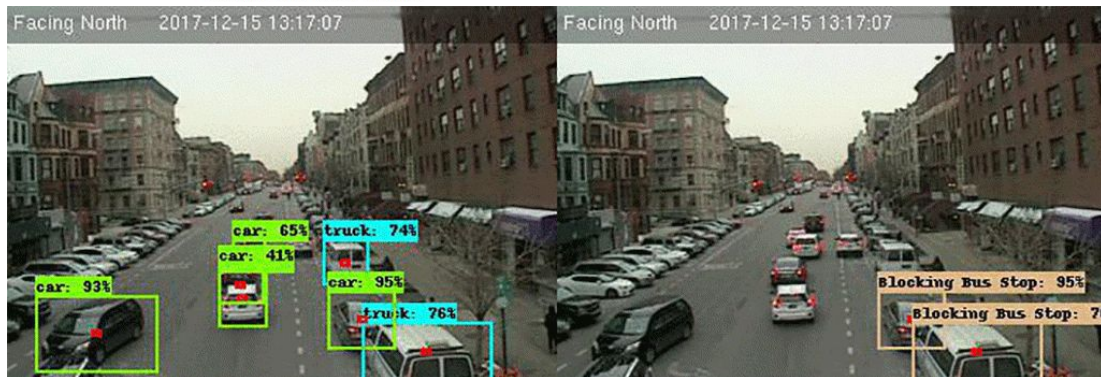 Facing North 2017-12-15 13:17:07
car: 65%
truck: 74%
car: 41%
car: 93%
car: 95%
truck: 76%
Facing North 2017-12-15 13:17:07
Blocking Bus Stop: 95%
Blocking Bus Stop: 7